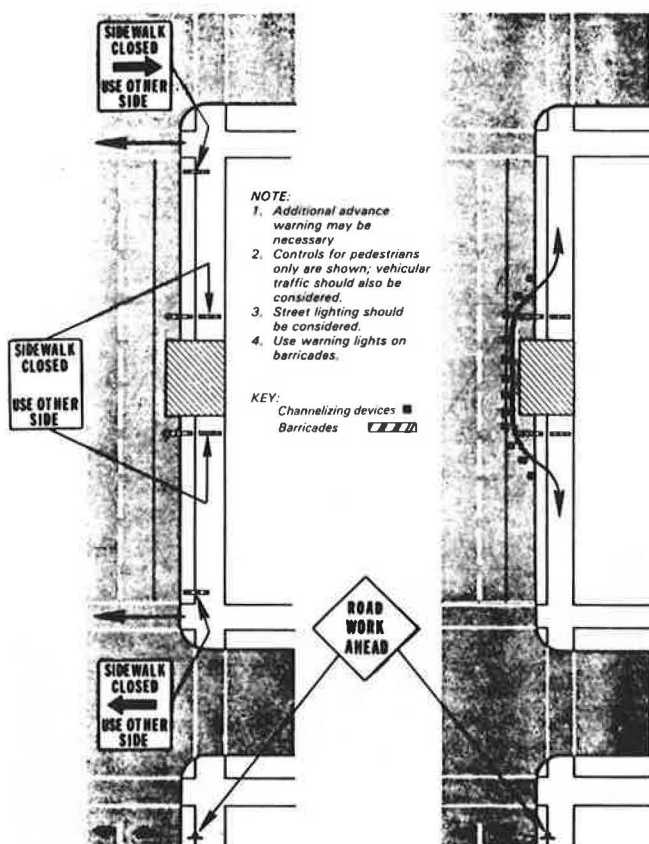 SIDEWALK
CLOSED
USE OTHER
SIDE
NOTE:
1. Additional advance
warning may be
necessary
2. Controls for pedestrians
only are shown; vehicular
traffic should also be
considered.
3. Street lighting should
be considered.
4. Use warning lights on
barricades.
SIDEWALK
CLOSED
USE OTHER
SIDE
KEY:
Channelizing devices
Barricades
ROAD
WORK
AHEAD
SIDEWALK
CLOSED
USE OTHER
SIDE